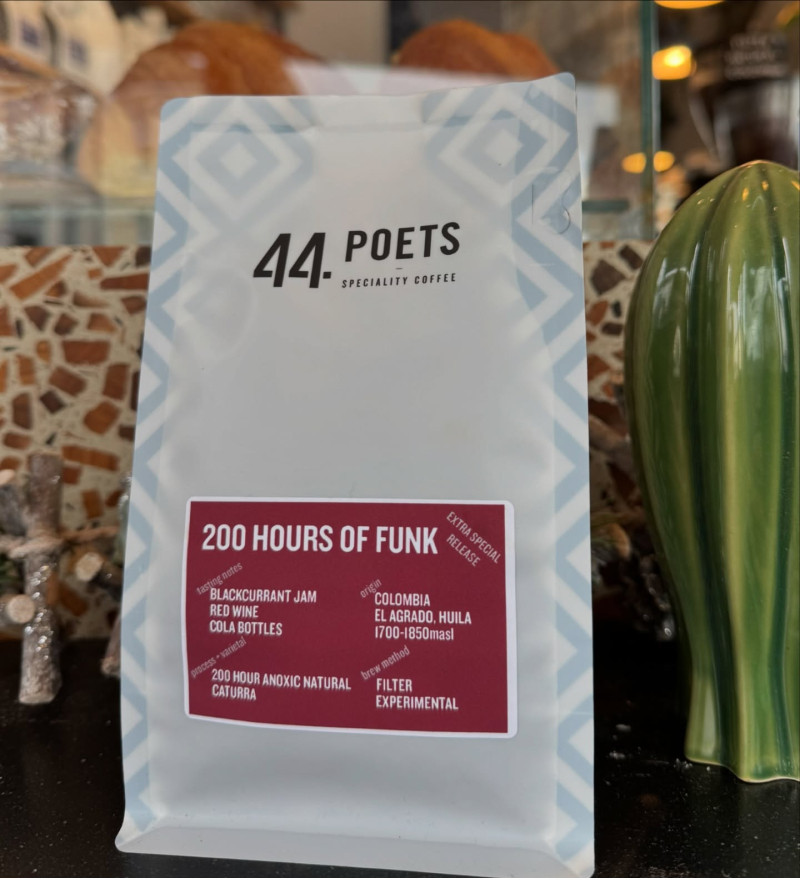 44. POETS
SPECIALITY COFFEE
200 HOURS OF FUNK
EXTRA SPECIAL
RELEASE
tasting notes
BLACKCURRANT JAM
RED WINE
COLA BOTTLES
origin
COLOMBIA
EL AGRADO, HUILA
1700-1850masl
process + varietal
200 HOUR ANOXIC NATURAL
CATURRA
brew method
FILTER
EXPERIMENTAL